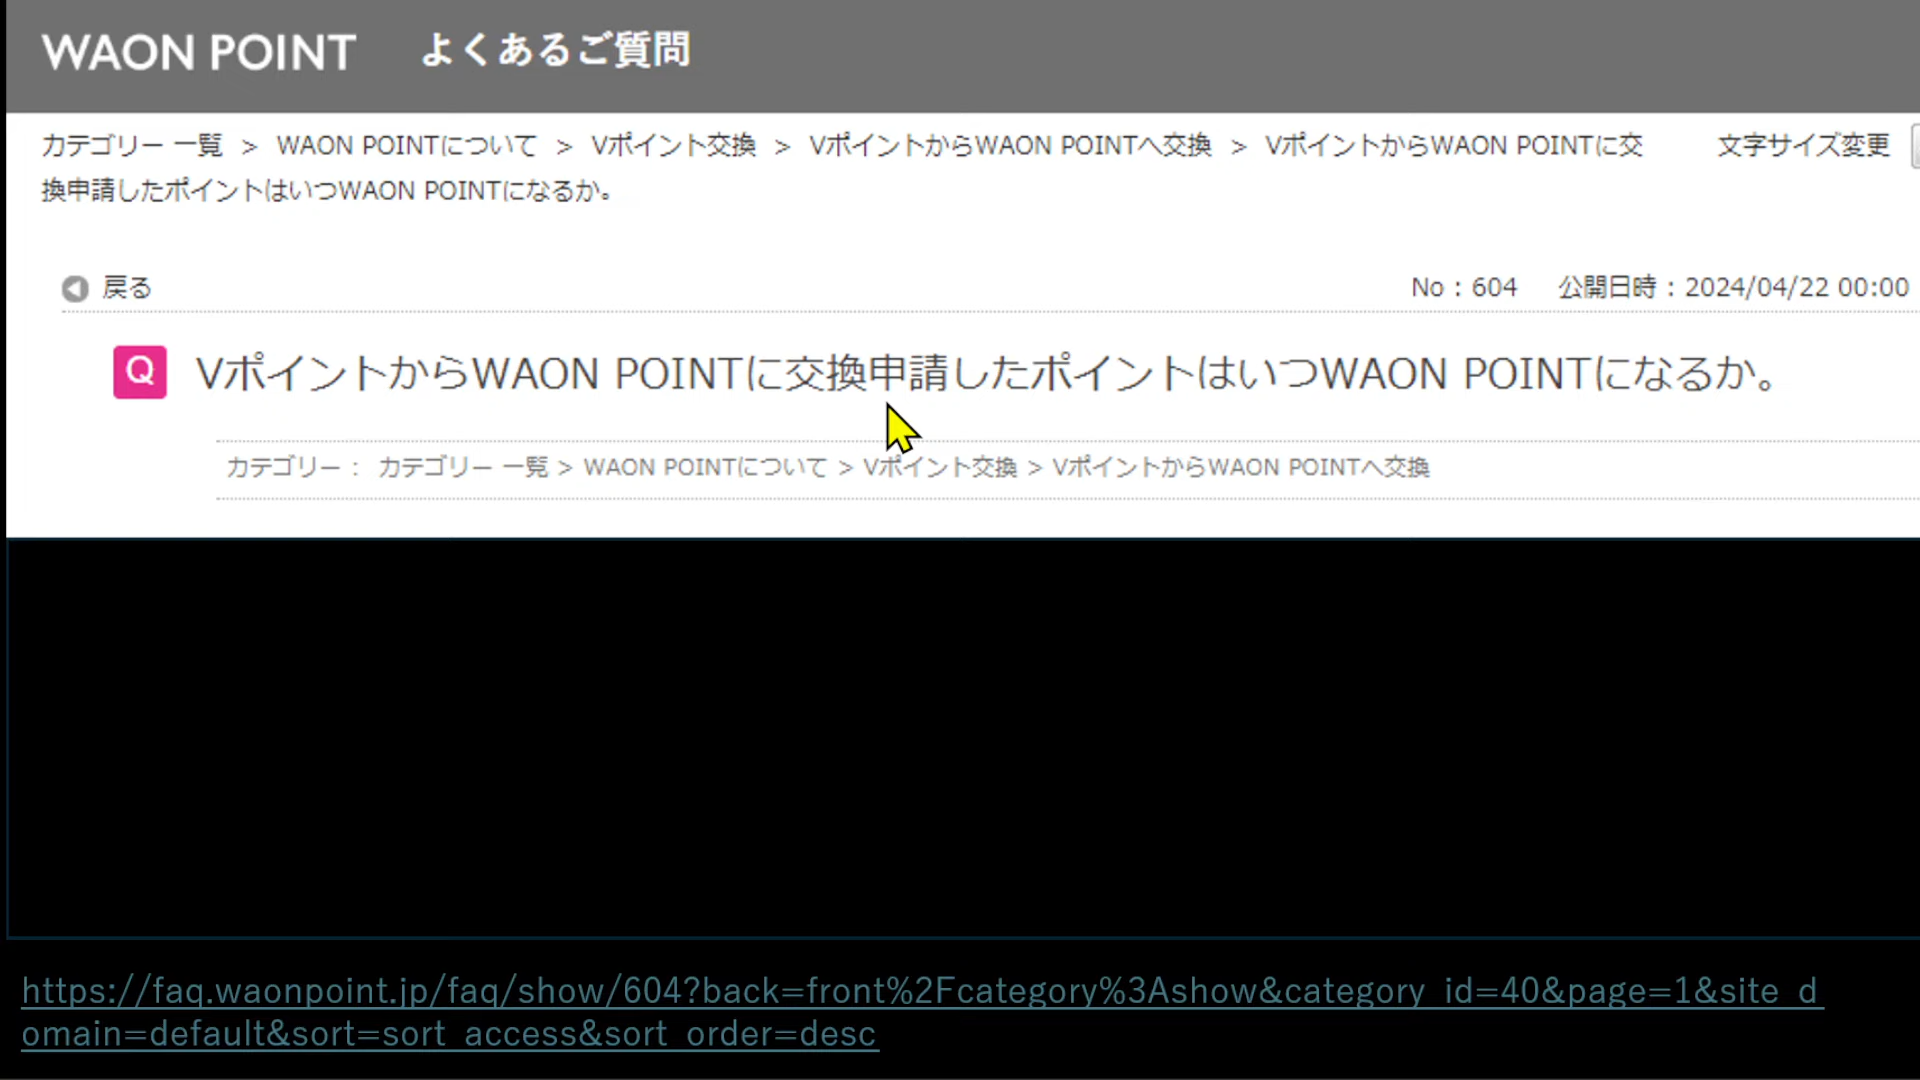 WAON POINT よくあるご質問
カテゴリー 一覧 > WAON POINTについて > Vポイント交換 > VポイントからWAON POINTへ交換 > VポイントからWAON POINTに交 文字サイズ変更
換申請したポイントはいつWAON POINTになるか。
戻る No : 604 公開日時 : 2024/04/22 00:00
Q VポイントからWAON POINTに交換申請したポイントはいつWAON POINTになるか。
カテゴリー : カテゴリー 一覧 > WAON POINTについて > Vポイント交換 > VポイントからWAON POINTへ交換
https://faq.waonpoint.jp/faq/show/604?back=front%2Fcategory%3Ashow&category_id=40&page=1&site_d
omain=default&sort=sort_access&sort_order=desc